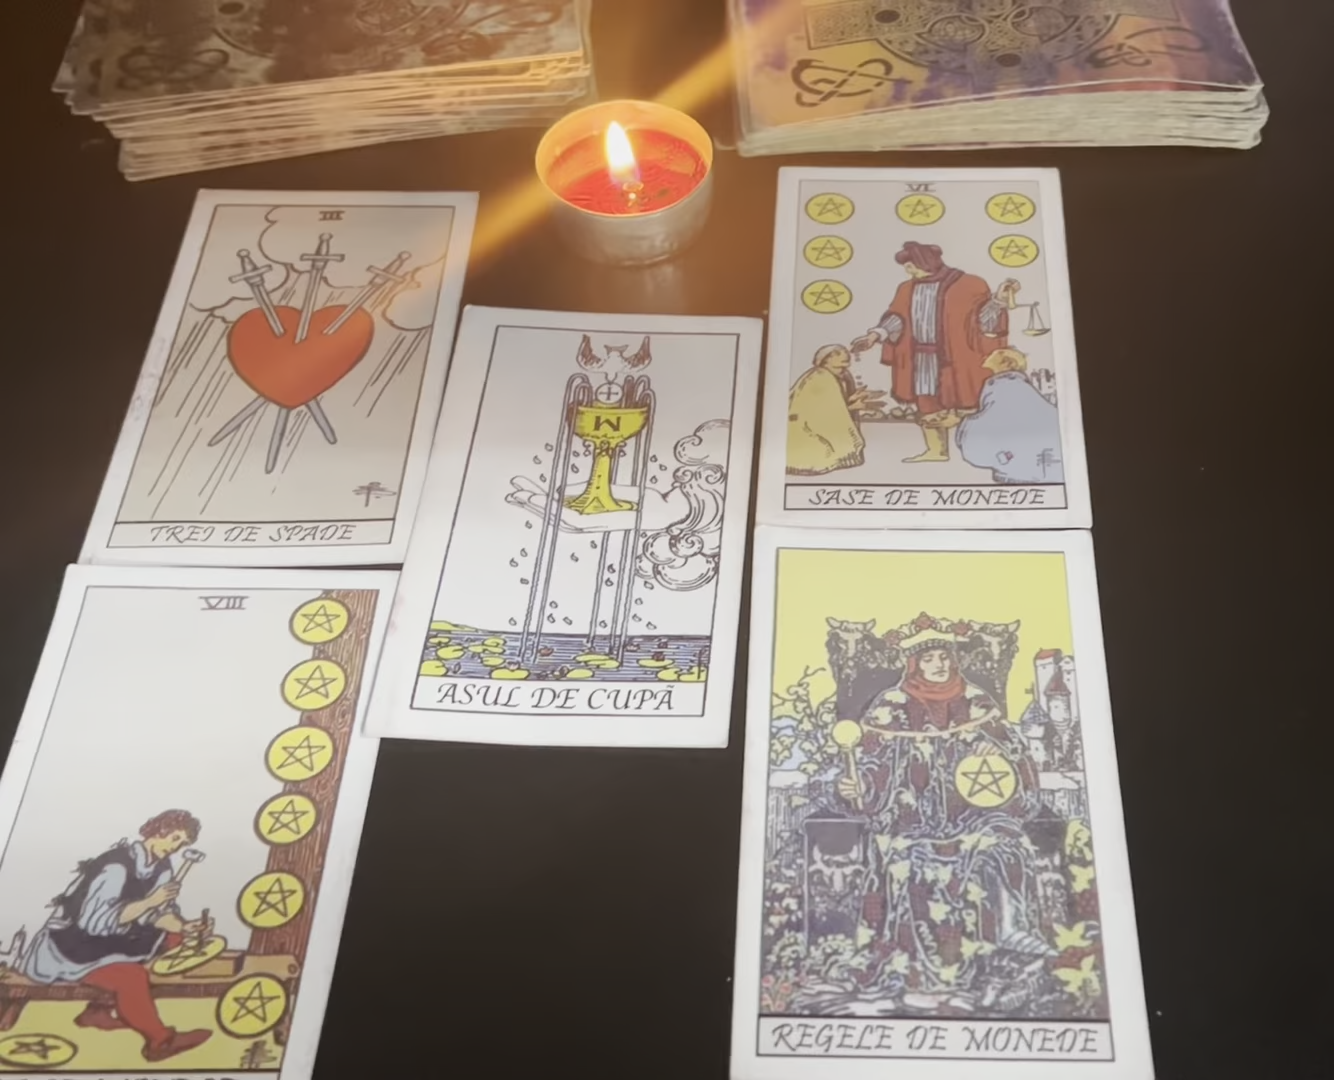 III
TREI DE SPADE
VI
SASE DE MONEDE
ASUL DE CUPĂ
VIII
REGELE DE MONEDE